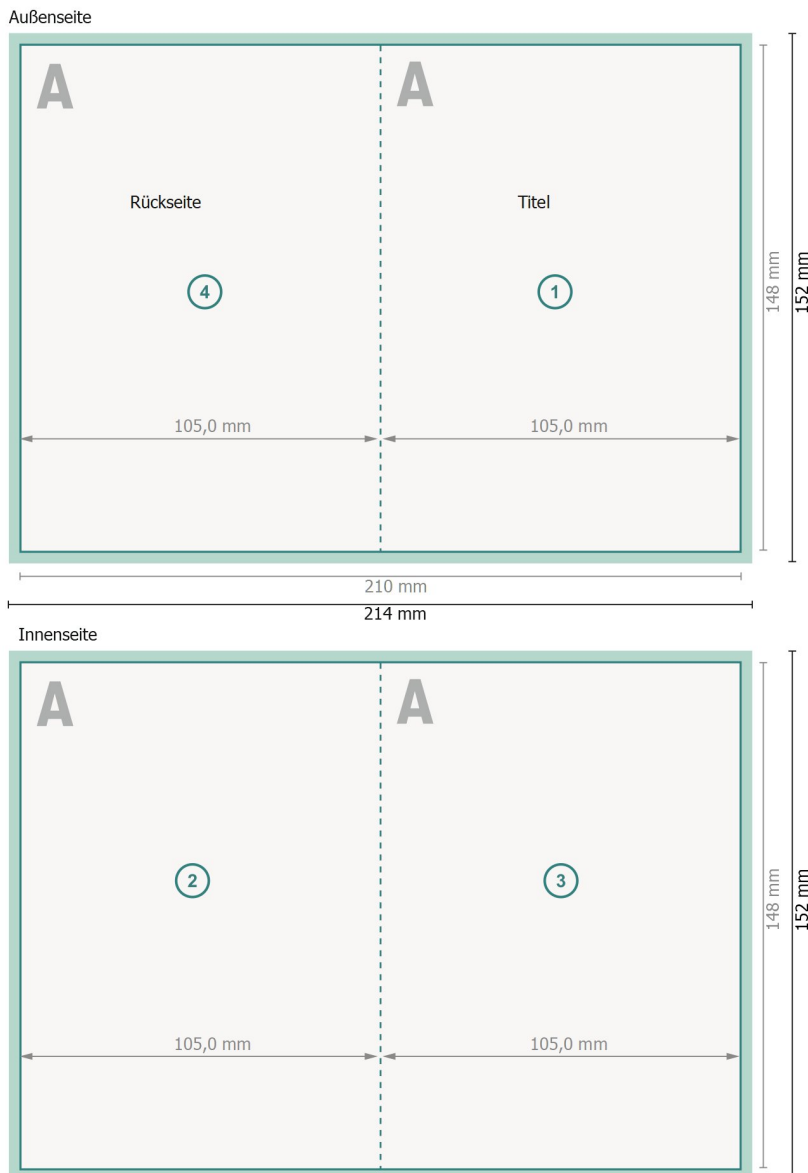 Außenseite
A
A
Rückseite
Titel
4
1
105,0 mm
105,0 mm
148 mm
152 mm
210 mm
214 mm
Innenseite
A
A
2
3
105,0 mm
105,0 mm
148 mm
152 mm